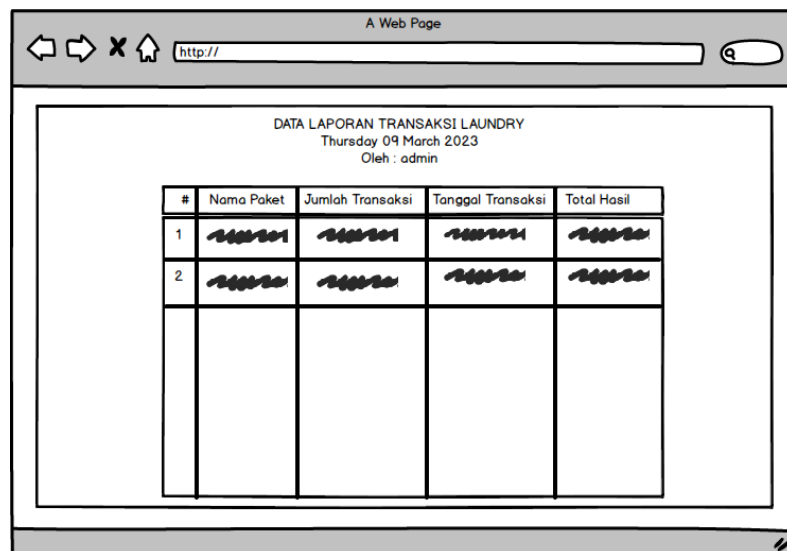 A Web Page
http://
DATA LAPORAN TRANSAKSI LAUNDRY
Thursday 09 March 2023
Oleh : admin
# Nama Paket Jumlah Transaksi Tanggal Transaksi Total Hasil
1
2